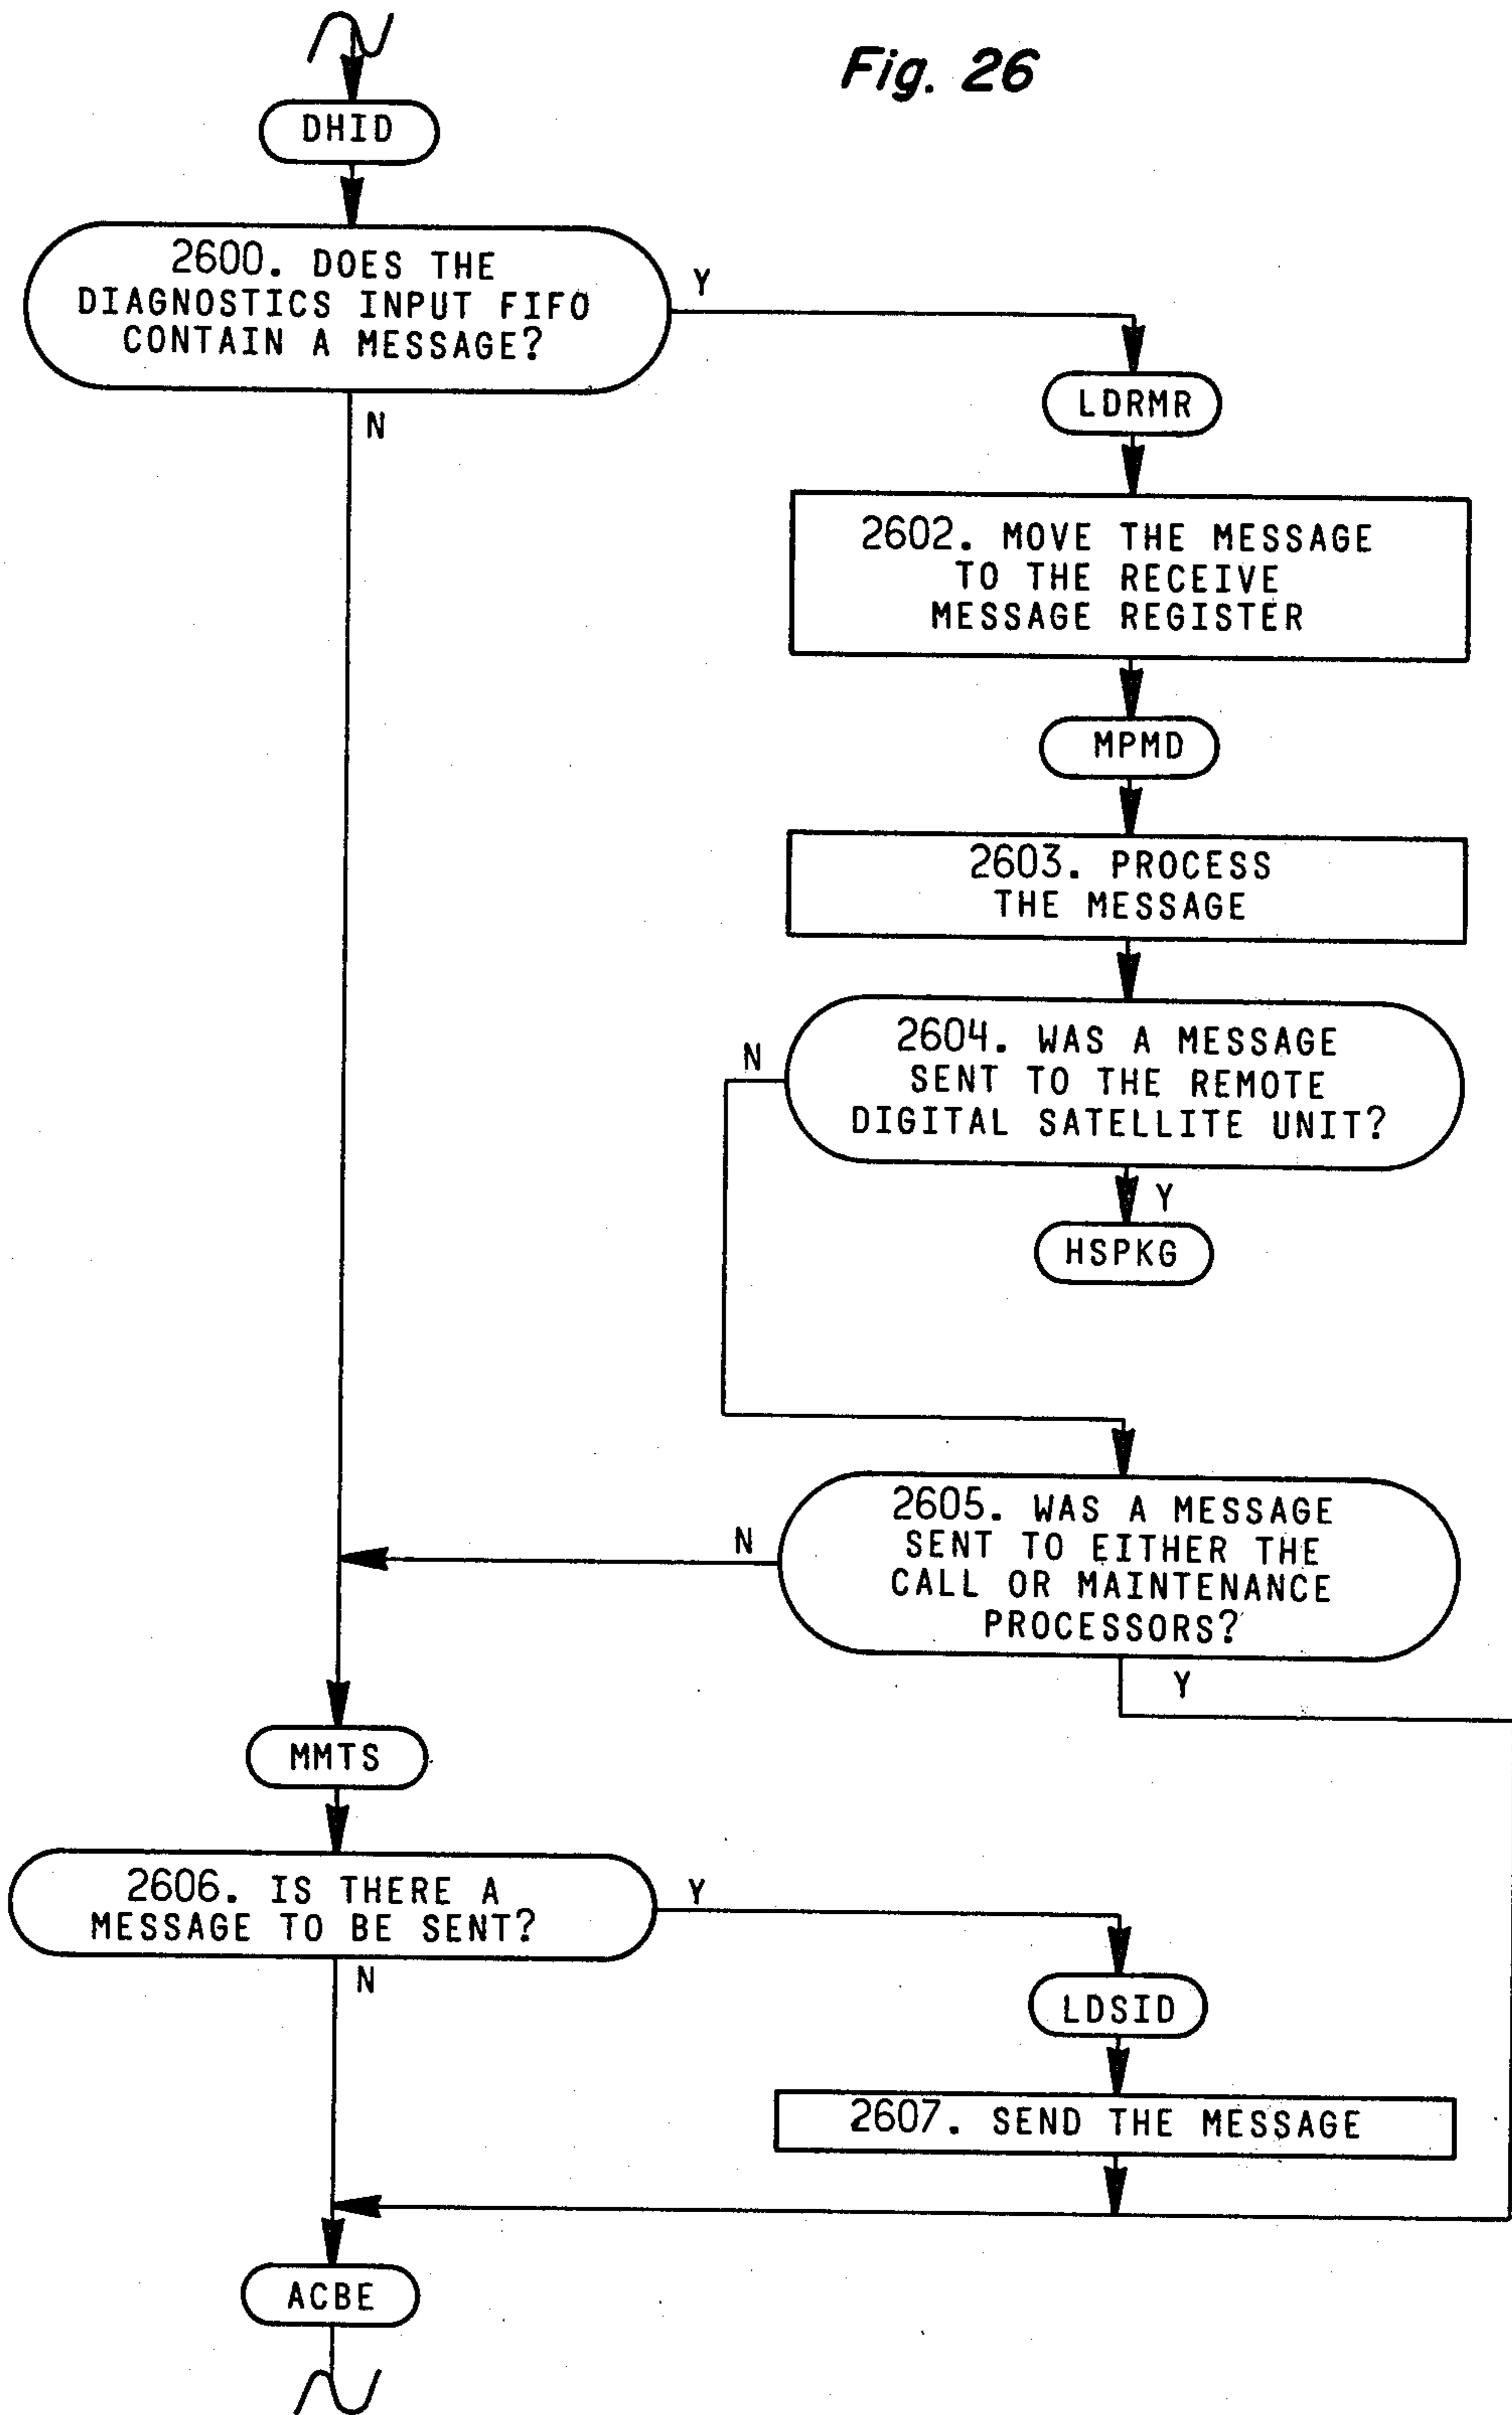 Fig. 26
DHID
2600. DOES THE
DIAGNOSTICS INPUT FIFO
CONTAIN A MESSAGE?
Y
N
LDRMR
2602. MOVE THE MESSAGE
TO THE RECEIVE
MESSAGE REGISTER
MPMD
2603. PROCESS
THE MESSAGE
2604. WAS A MESSAGE
SENT TO THE REMOTE
DIGITAL SATELLITE UNIT?
N
Y
HSPKG
2605. WAS A MESSAGE
SENT TO EITHER THE
CALL OR MAINTENANCE
PROCESSORS?
N
Y
MMTS
2606. IS THERE A
MESSAGE TO BE SENT?
Y
N
LDSID
2607. SEND THE MESSAGE
ACBE